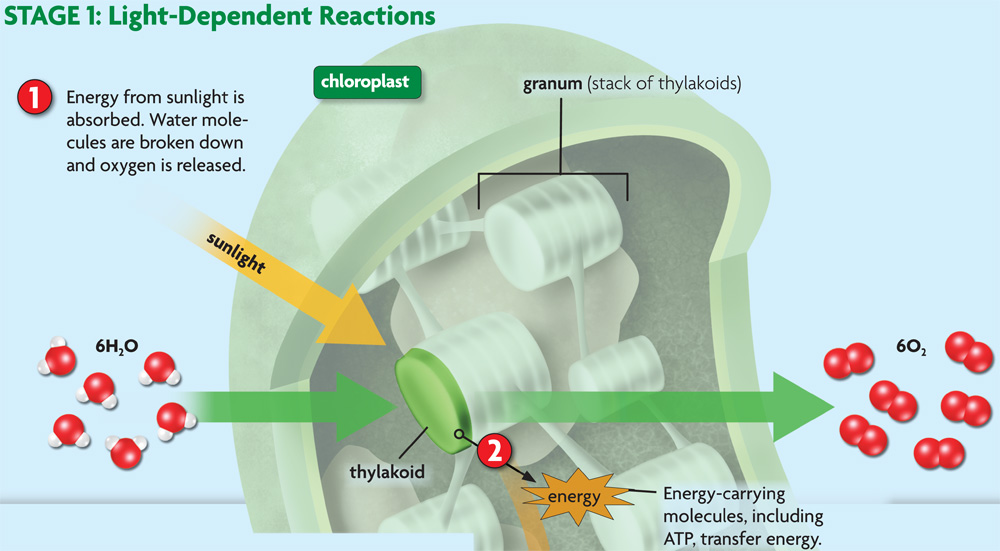 STAGE 1: Light-Dependent Reactions
chloroplast
granum (stack of thylakoids)
1
Energy from sunlight is
absorbed. Water mole-
cules are broken down
and oxygen is released.
sunlight
6H₂O
6O₂
thylakoid
2
energy
Energy-carrying
molecules, including
ATP, transfer energy.